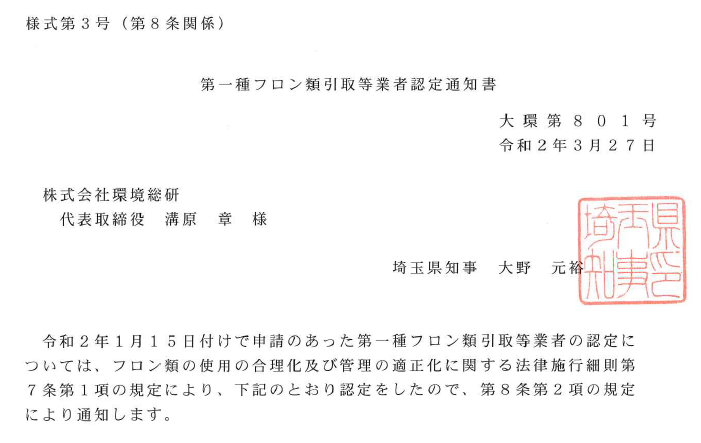 様式第3号（第8条関係）
第一種フロン類引取等業者認定通知書
大環第８０１号
令和2年3月27日
株式会社環境総研
代表取締役　溝原　章　様
埼玉県知事　大野　元裕
令和2年1月15日付けで申請のあった第一種フロン類引取等業者の認定に
ついては、フロン類の使用の合理化及び管理の適正化に関する法律施行細則第
7条第1項の規定により、下記のとおり認定をしたので、第8条第2項の規定
により通知します。
埼玉県知事印